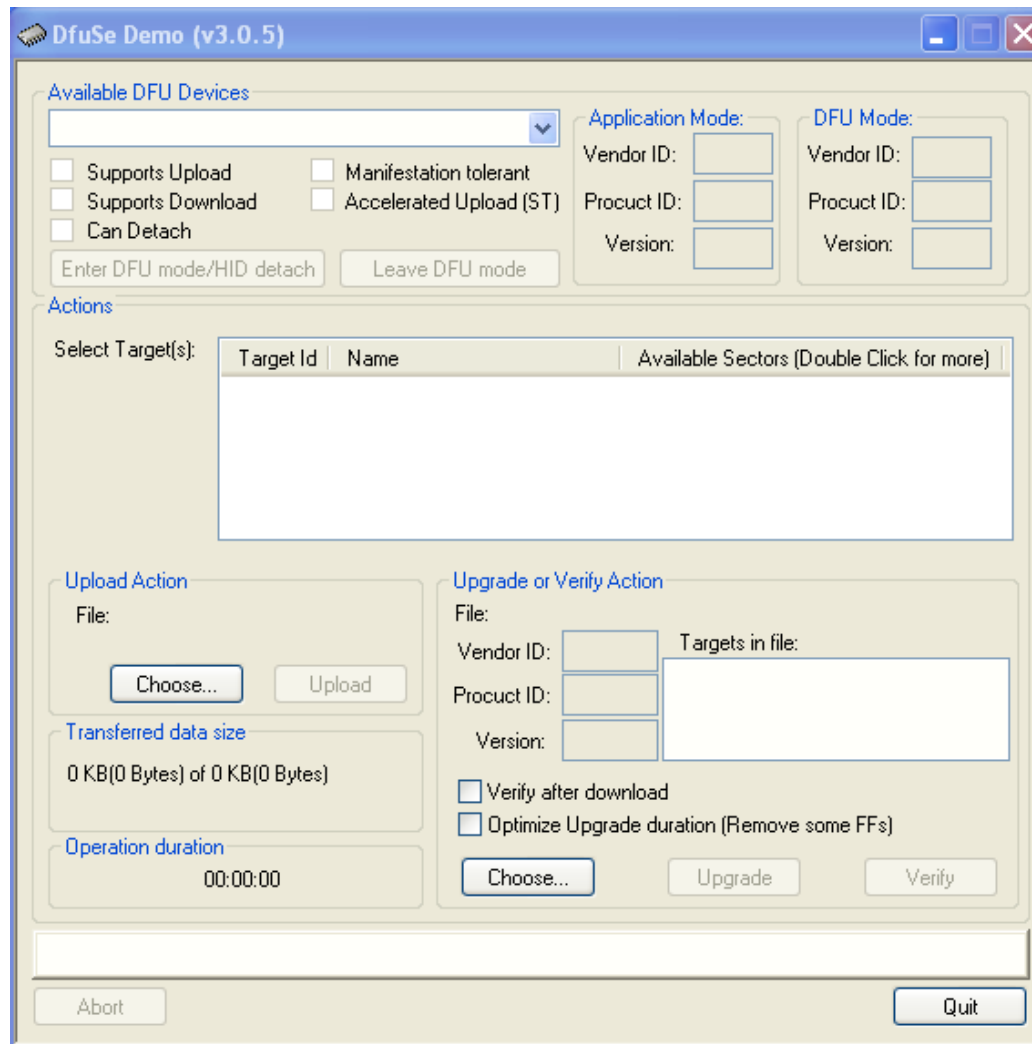 DfuSe Demo (v3.0.5)
Available DFU Devices
Supports Upload
Manifestation tolerant
Supports Download
Accelerated Upload (ST)
Can Detach
Enter DFU mode/HID detach
Leave DFU mode
Application Mode:
Vendor ID:
Procuct ID:
Version:
DFU Mode:
Vendor ID:
Procuct ID:
Version:
Actions
Select Target(s):
Target Id
Name
Available Sectors (Double Click for more)
Upload Action
File:
Choose...
Upload
Transferred data size
0 KB(0 Bytes) of 0 KB(0 Bytes)
Operation duration
00:00:00
Upgrade or Verify Action
File:
Vendor ID:
Procuct ID:
Version:
Targets in file:
Verify after download
Optimize Upgrade duration (Remove some FFs)
Choose...
Upgrade
Verify
Abort
Quit